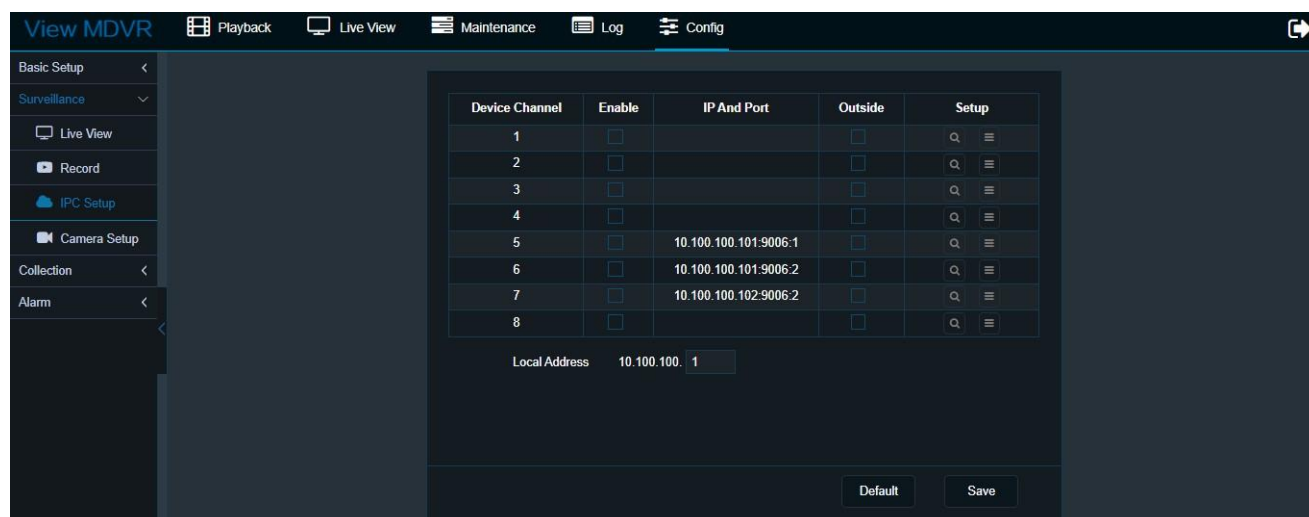 View MDVR Playback Live View Maintenance Log Config
Basic Setup
Surveillance
Live View
Record
IPC Setup
Camera Setup
Collection
Alarm
Device Channel Enable IP And Port Outside Setup
1
2
3
4
5 10.100.100.101:9006:1
6 10.100.100.101:9006:2
7 10.100.100.102:9006:2
8
Local Address 10.100.100. 1
Default Save